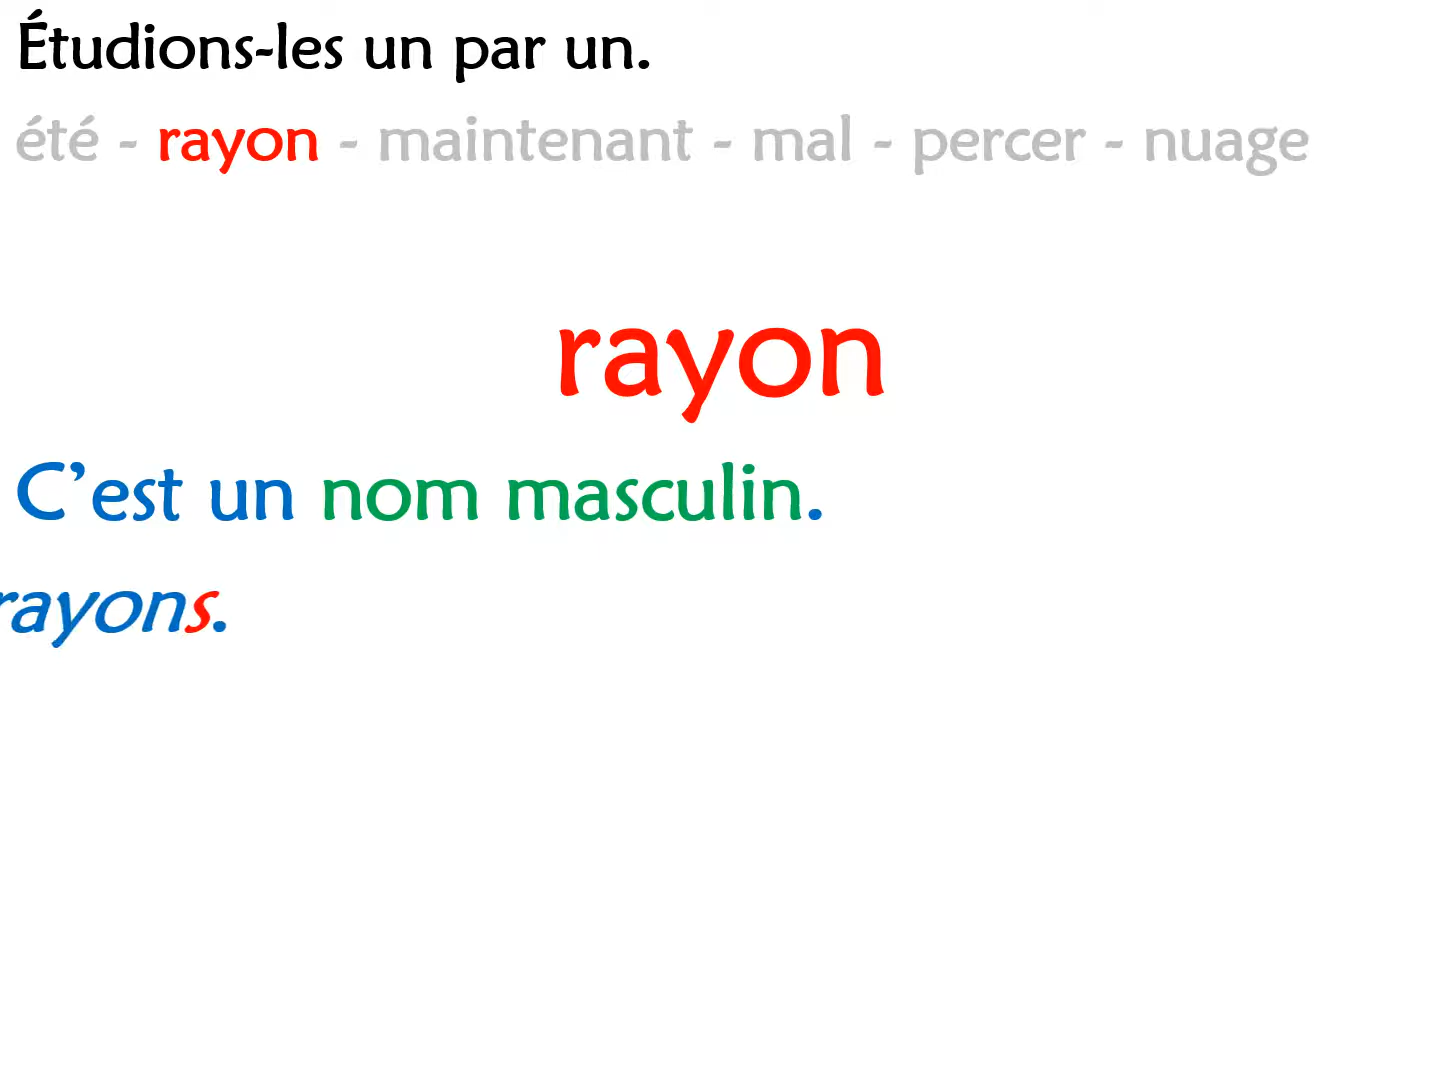 Étudions-les un par un.
été - rayon - maintenant - mal - percer - nuage
rayon
C’est un nom masculin.
rayons.